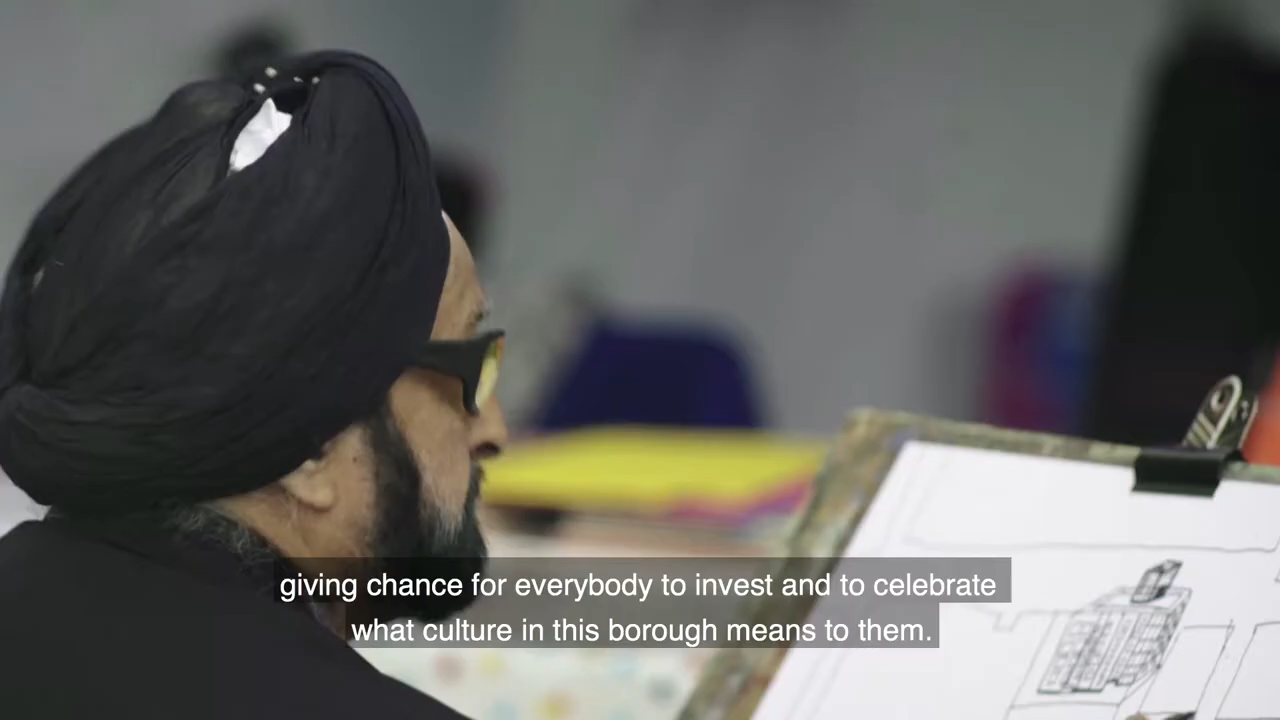 giving chance for everybody to invest and to celebrate
what culture in this borough means to them.